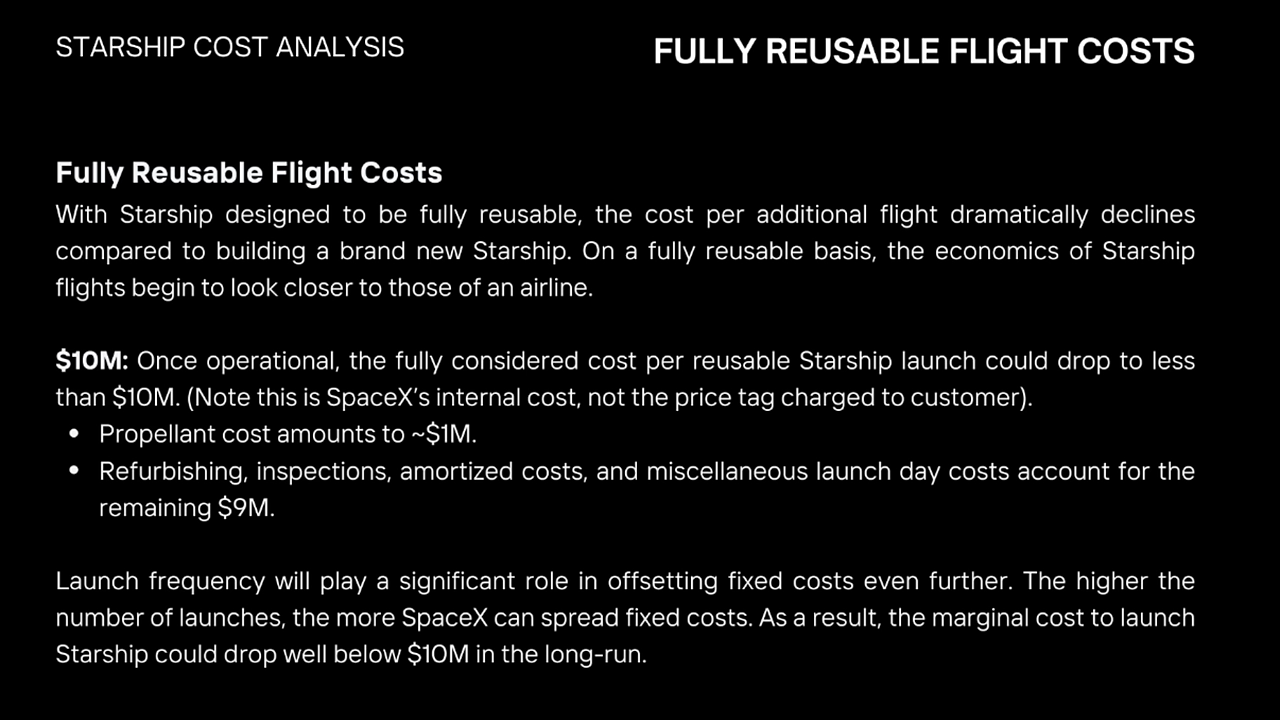 STARSHIP COST ANALYSIS
FULLY REUSABLE FLIGHT COSTS
Fully Reusable Flight Costs
With Starship designed to be fully reusable, the cost per additional flight dramatically declines
compared to building a brand new Starship. On a fully reusable basis, the economics of Starship
flights begin to look closer to those of an airline.
$10M: Once operational, the fully considered cost per reusable Starship launch could drop to less
than $10M. (Note this is SpaceX's internal cost, not the price tag charged to customer).
• Propellant cost amounts to ~$1M.
• Refurbishing, inspections, amortized costs, and miscellaneous launch day costs account for the
remaining $9M.
Launch frequency will play a significant role in offsetting fixed costs even further. The higher the
number of launches, the more SpaceX can spread fixed costs. As a result, the marginal cost to launch
Starship could drop well below $10M in the long-run.